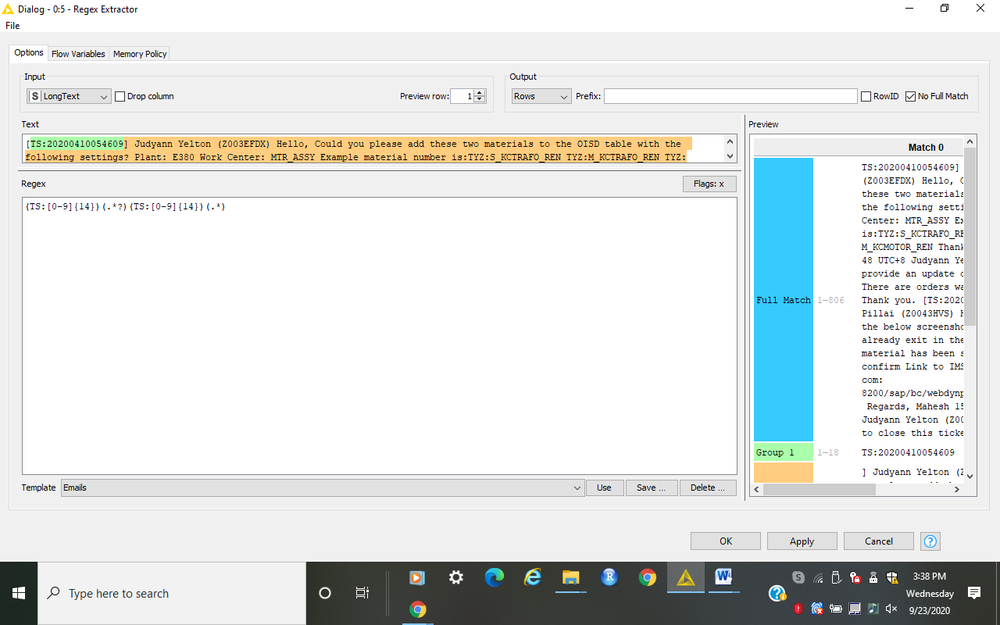 Dialog - 0:5 - Regex Extractor
File
Options Flow Variables Memory Policy
Input
S LongText Drop column Preview row: 1
Output
Rows Prefix: RowID No Full Match
Text
[TS:20200410054609] Judyann Yelton (Z003EFDX) Hello, Could you please add these two materials to the OISD table with the
following settings? Plant: E380 Work Center: MTR_ASSY Example material number is:TYZ:S_KCTRAFO_REN TYZ:M_KCTRAFO_REN TYZ:
Regex
Flags: x
(TS:[0-9]{14})(.*?)(TS:[0-9]{14})(.*)
Template Emails Use Save ... Delete ...
Preview
Match 0
Full Match 1-806
TS:20200410054609]
(Z003EFDX) Hello, C
these two materials
the following setti
Center: MTR_ASSY Ex
is:TYZ:S_KCTRAFO_RE
M_KCMOTOR_REN Thank
48 UTC+8 Judyann Ye
provide an update o
There are orders wa
Thank you. [TS:2020
Pillai (Z0043HVS) H
the below screensho
already exit in the
material has been s
confirm Link to IMS
com:
8200/sap/bc/webdynp
Regards, Mahesh 15
Judyann Yelton (Z00
to close this ticke
Group 1 1-18 TS:20200410054609
] Judyann Yelton (Z
OK Apply Cancel ?
Type here to search
3:38 PM
Wednesday
9/23/2020